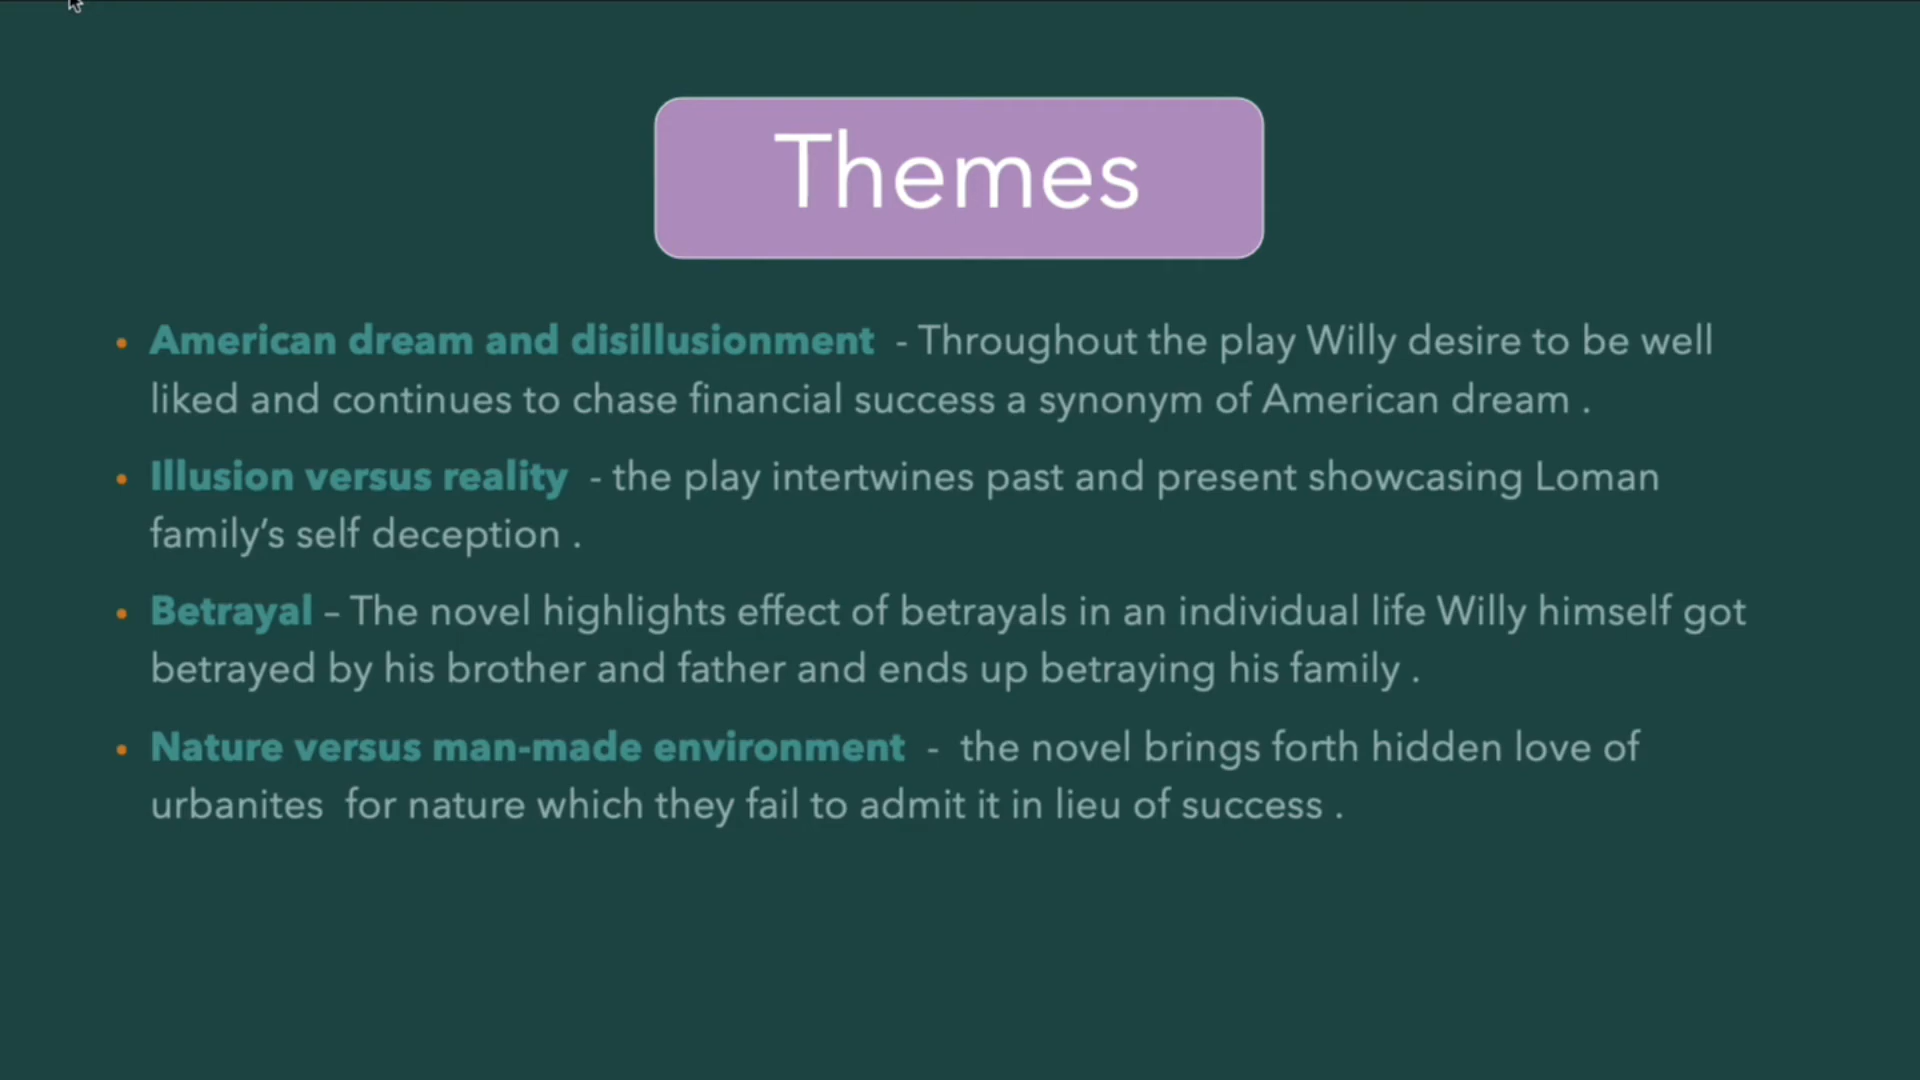 Themes
• American dream and disillusionment - Throughout the play Willy desire to be well
liked and continues to chase financial success a synonym of American dream .
• Illusion versus reality - the play intertwines past and present showcasing Loman
family’s self deception .
• Betrayal – The novel highlights effect of betrayals in an individual life Willy himself got
betrayed by his brother and father and ends up betraying his family .
• Nature versus man-made environment - the novel brings forth hidden love of
urbanites for nature which they fail to admit it in lieu of success .